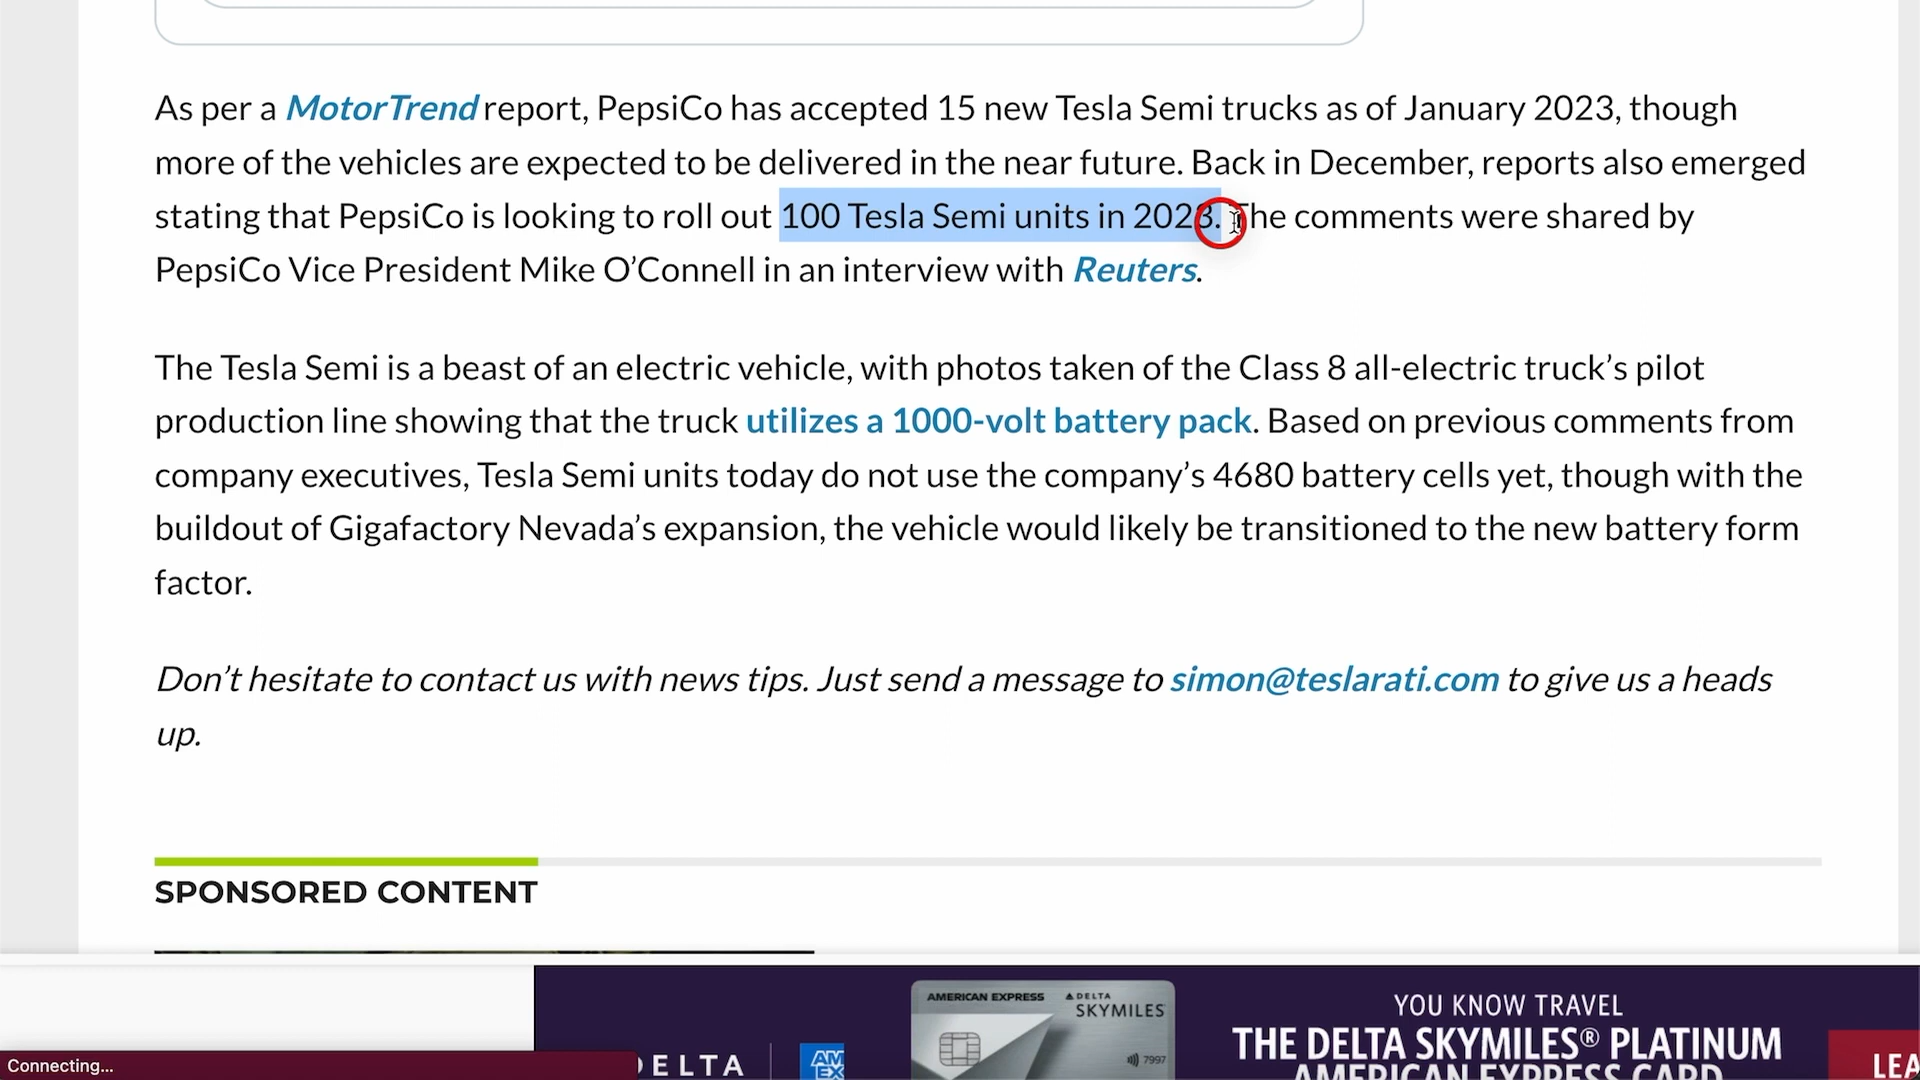 As per a MotorTrend report, PepsiCo has accepted 15 new Tesla Semi trucks as of January 2023, though
more of the vehicles are expected to be delivered in the near future. Back in December, reports also emerged
stating that PepsiCo is looking to roll out 100 Tesla Semi units in 2023. The comments were shared by
PepsiCo Vice President Mike O’Connell in an interview with Reuters.
The Tesla Semi is a beast of an electric vehicle, with photos taken of the Class 8 all-electric truck’s pilot
production line showing that the truck utilizes a 1000-volt battery pack. Based on previous comments from
company executives, Tesla Semi units today do not use the company’s 4680 battery cells yet, though with the
buildout of Gigafactory Nevada’s expansion, the vehicle would likely be transitioned to the new battery form
factor.
Don’t hesitate to contact us with news tips. Just send a message to simon@teslarati.com to give us a heads
up.
SPONSORED CONTENT
AMERICAN EXPRESS
DELTA
SKYMILES
7997
YOU KNOW TRAVEL
THE DELTA SKYMILES® PLATINUM
AMERICAN EXPRESS CARD
AM
EX
Connecting...